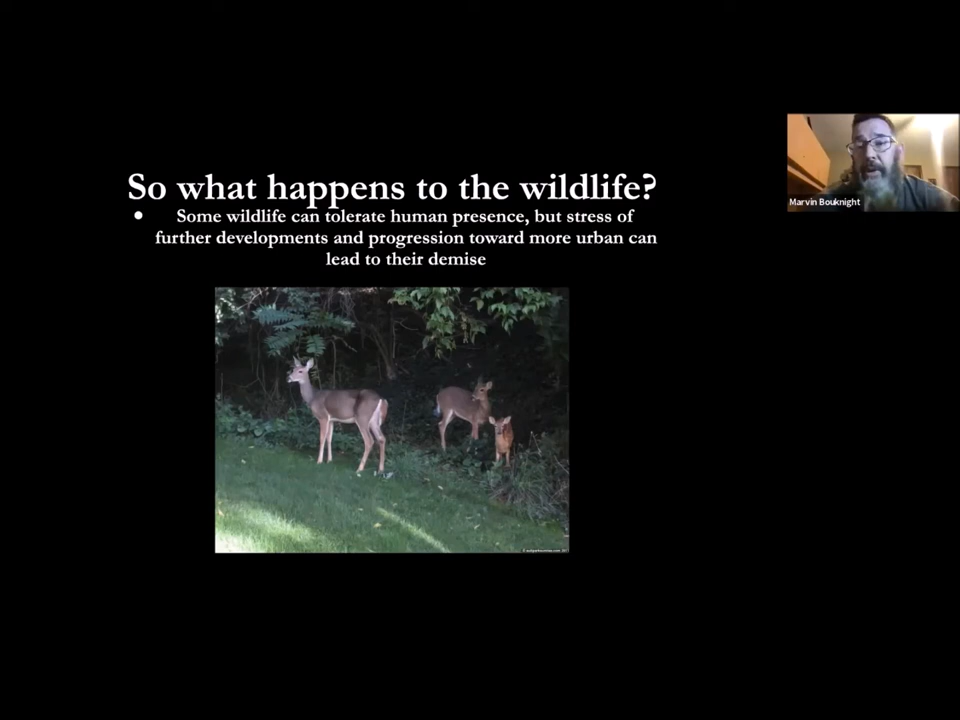 So what happens to the wildlife?
• Some wildlife can tolerate human presence, but stress of
further developments and progression toward more urban can
lead to their demise
Marvin Bouknight